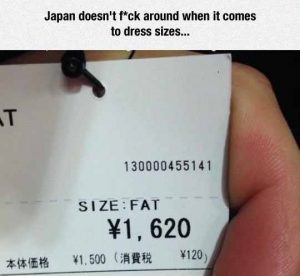 Japan doesn't f*ck around when it comes
to dress sizes...
AT
130000455141
SIZE:FAT
¥1,620
本体価格 ¥1,500 (消費税 ¥120)